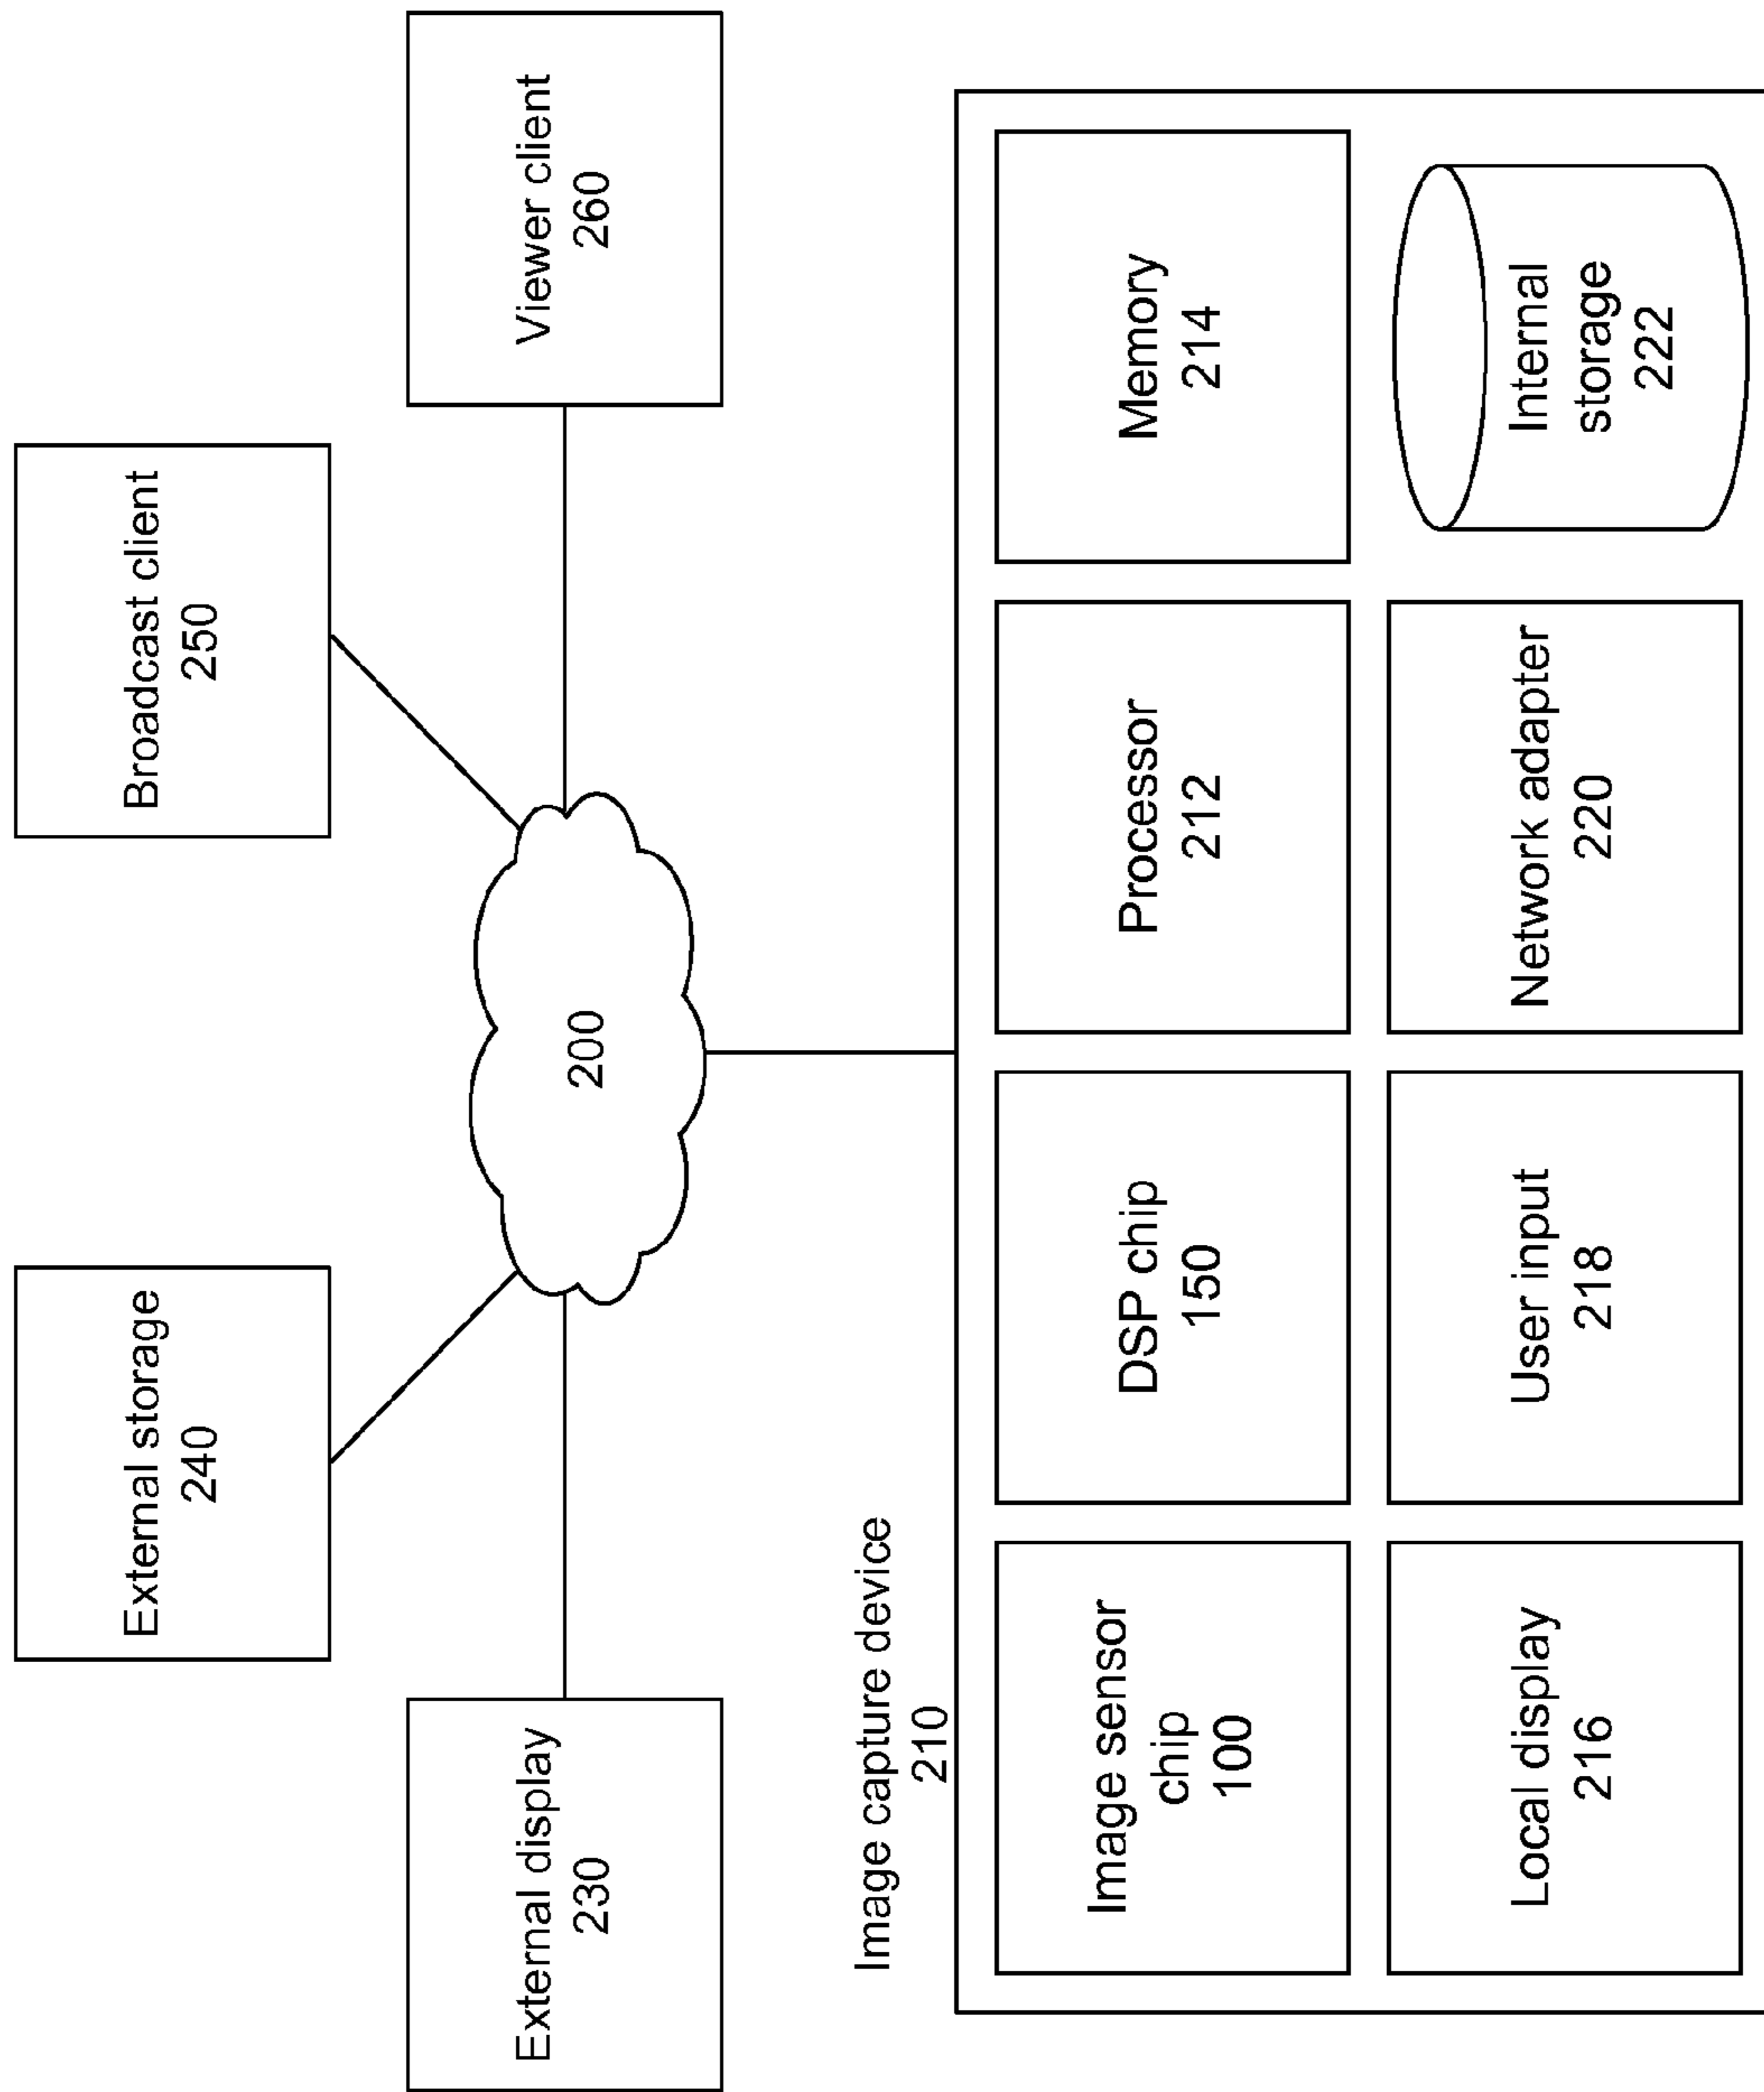 External storage
240
Broadcast client
250
External display
230
200
Viewer client
260
Image capture device
210
Image sensor
chip
100
DSP chip
150
Processor
212
Memory
214
Local display
216
User input
218
Network adapter
220
Internal
storage
222